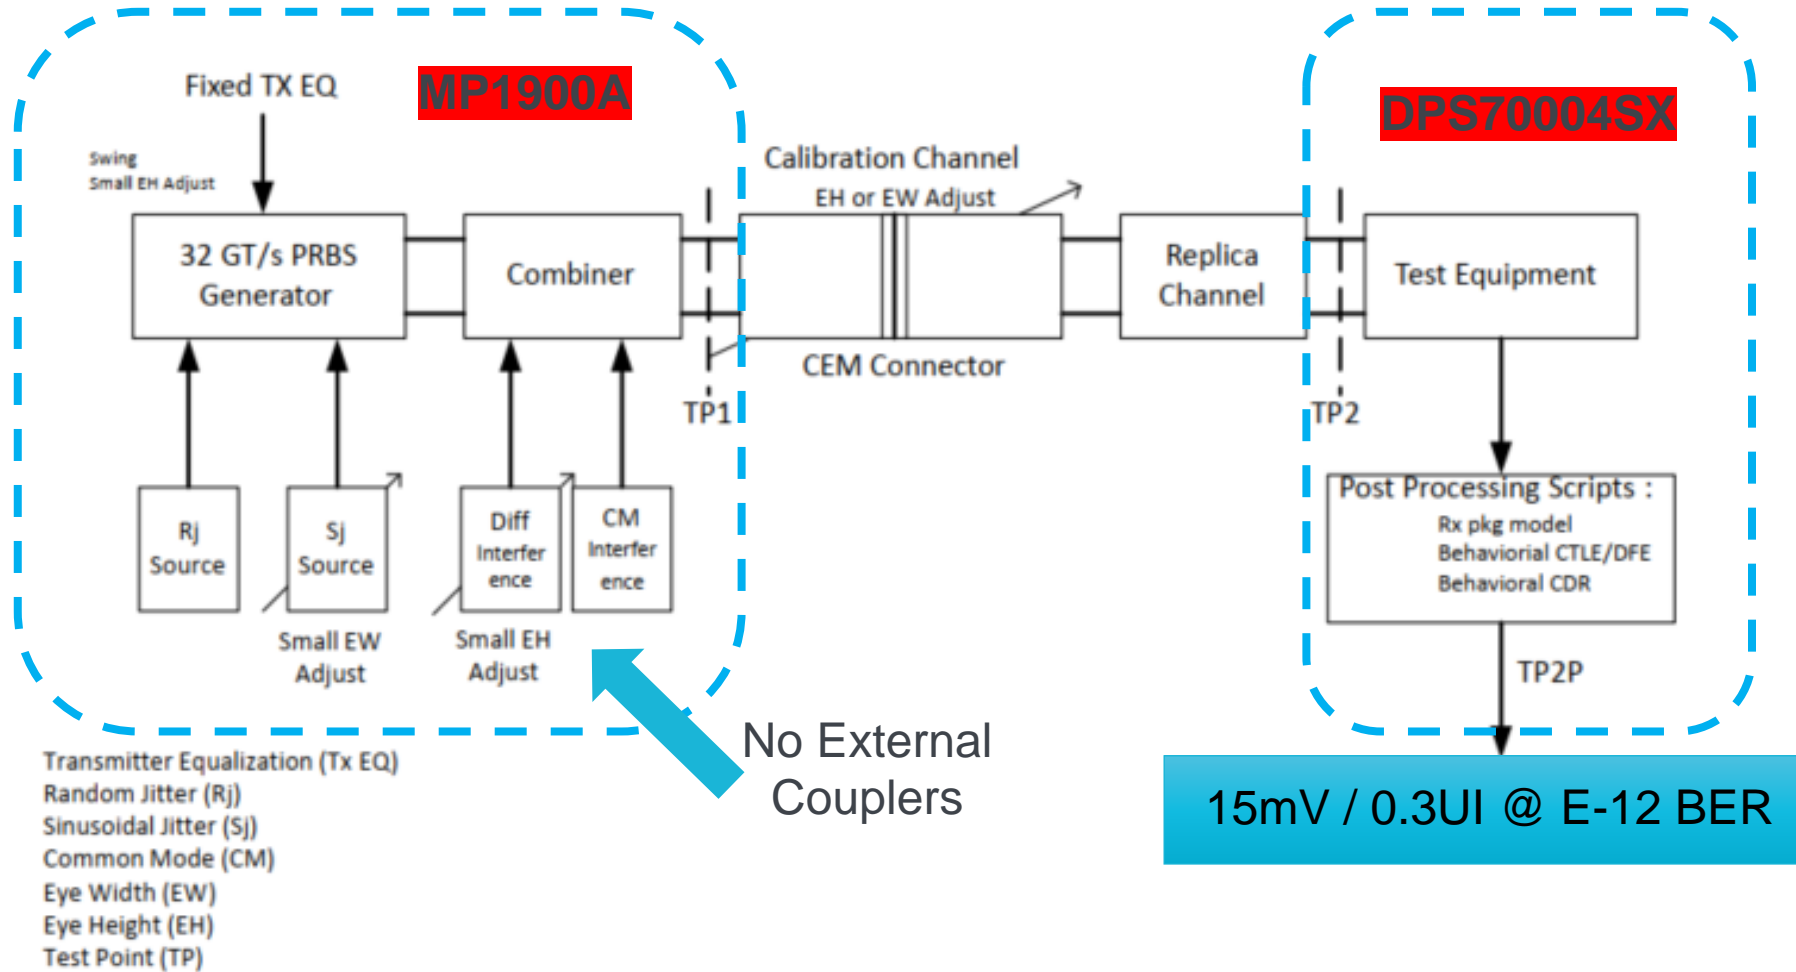 Fixed TX EQ
MP1900A
DPS70004SX
Swing
Small EH Adjust
Calibration Channel
EH or EW Adjust
32 GT/s PRBS
Generator
Combiner
Replica
Channel
Test Equipment
CEM Connector
TP1
TP2
Rj
Source
Sj
Source
Diff
Interfer
ence
CM
Interfer
ence
Post Processing Scripts :
Rx pkg model
Behaviorial CTLE/DFE
Behavioral CDR
Small EW
Adjust
Small EH
Adjust
TP2P
No External
Couplers
15mV / 0.3UI @ E-12 BER
Transmitter Equalization (Tx EQ)
Random Jitter (Rj)
Sinusoidal Jitter (Sj)
Common Mode (CM)
Eye Width (EW)
Eye Height (EH)
Test Point (TP)